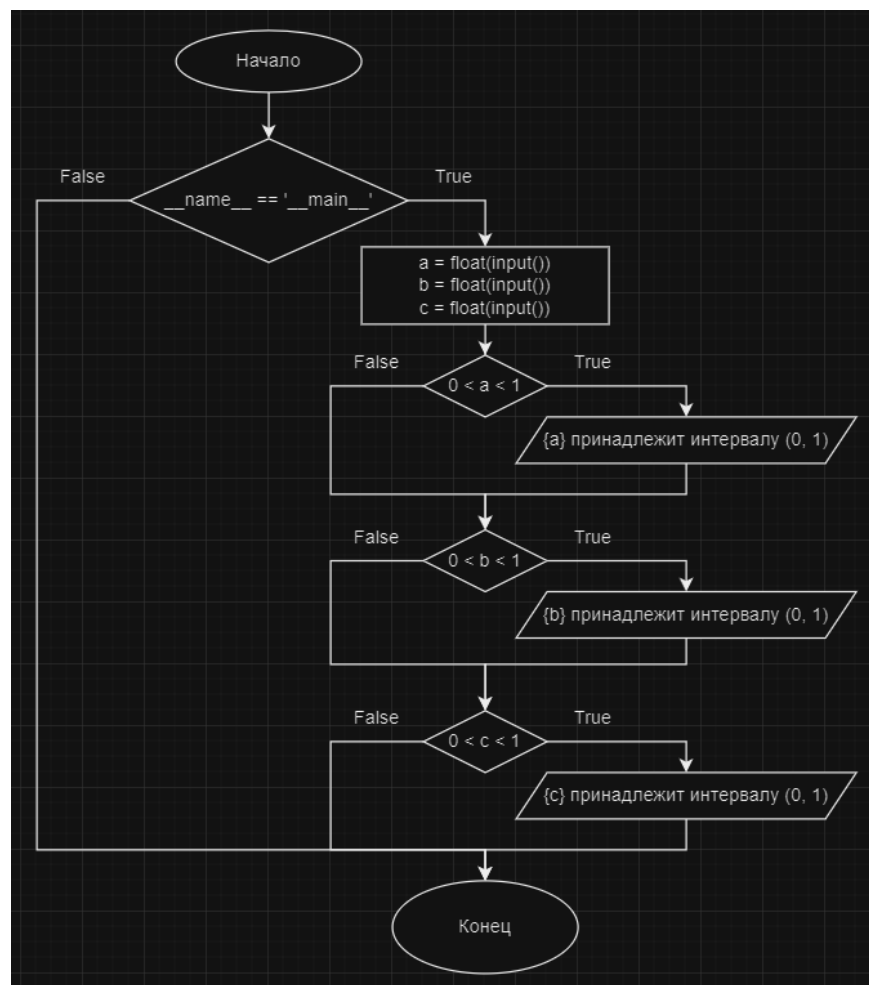 Начало
False
True
__name__ == '__main__'
a = float(input())
b = float(input())
c = float(input())
False
True
0 < a < 1
{a} принадлежит интервалу (0, 1)
False
True
0 < b < 1
{b} принадлежит интервалу (0, 1)
False
True
0 < c < 1
{c} принадлежит интервалу (0, 1)
Конец